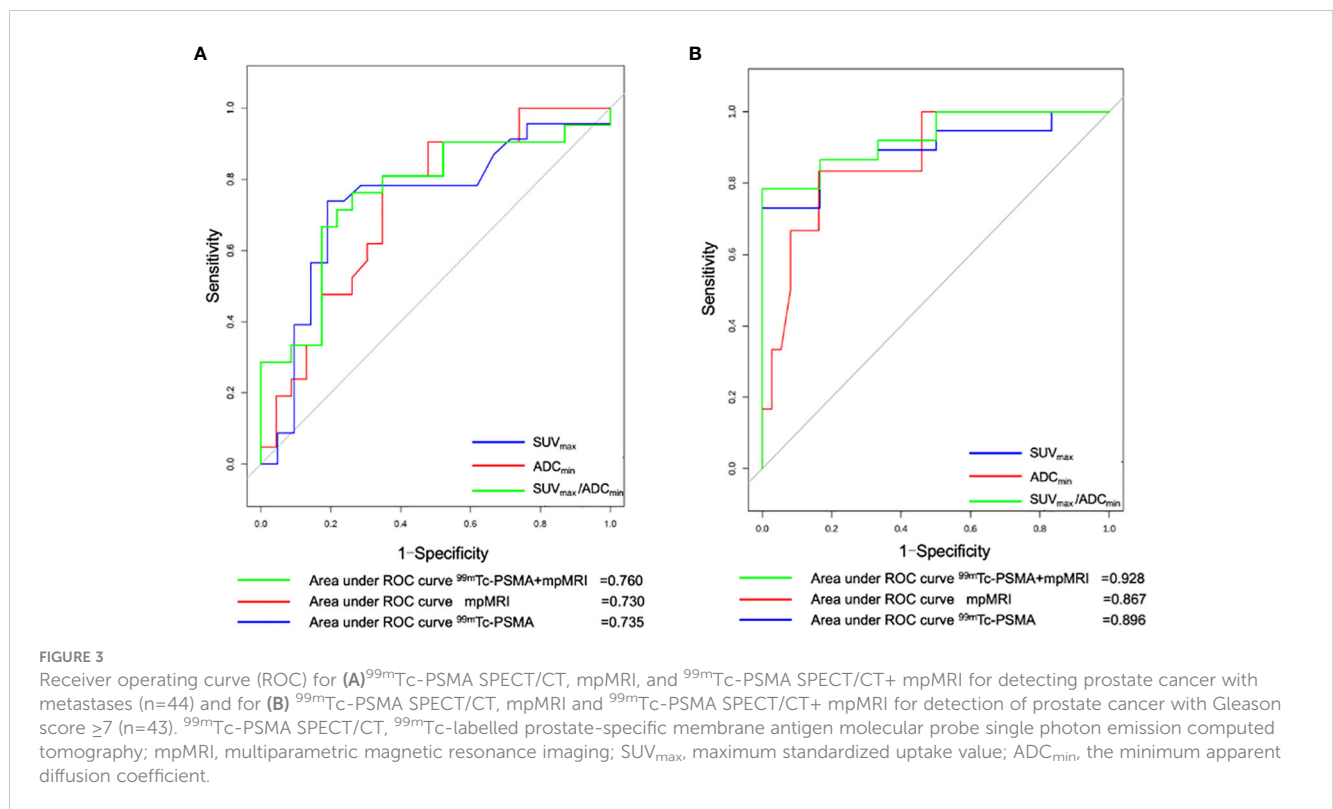 A
B
1.0
0.8
0.6
0.4
0.2
0.0
Sensitivity
SUVmax
ADCmin
SUVmax/ADCmin
0.0 0.2 0.4 0.6 0.8 1.0
1−Specificity
Area under ROC curve 99mTc-PSMA+mpMRI =0.760
Area under ROC curve mpMRI =0.730
Area under ROC curve 99mTc-PSMA =0.735
1.0
0.8
0.6
0.4
0.2
0.0
Sensitivity
SUVmax
ADCmin
SUVmax/ADCmin
0.0 0.2 0.4 0.6 0.8 1.0
1−Specificity
Area under ROC curve 99mTc-PSMA+mpMRI =0.928
Area under ROC curve mpMRI =0.867
Area under ROC curve 99mTc-PSMA =0.896
FIGURE 3
Receiver operating curve (ROC) for (A)99mTc-PSMA SPECT/CT, mpMRI, and 99mTc-PSMA SPECT/CT+ mpMRI for detecting prostate cancer with
metastases (n=44) and for (B) 99mTc-PSMA SPECT/CT, mpMRI and 99mTc-PSMA SPECT/CT+ mpMRI for detection of prostate cancer with Gleason
score ≥7 (n=43). 99mTc-PSMA SPECT/CT, 99mTc-labelled prostate-specific membrane antigen molecular probe single photon emission computed
tomography; mpMRI, multiparametric magnetic resonance imaging; SUVmax, maximum standardized uptake value; ADCmin, the minimum apparent
diffusion coefficient.